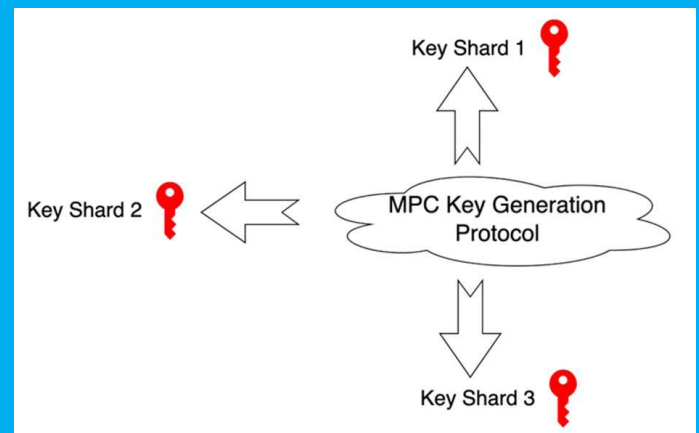 Key Shard 1
Key Shard 2
MPC Key Generation
Protocol
Key Shard 3